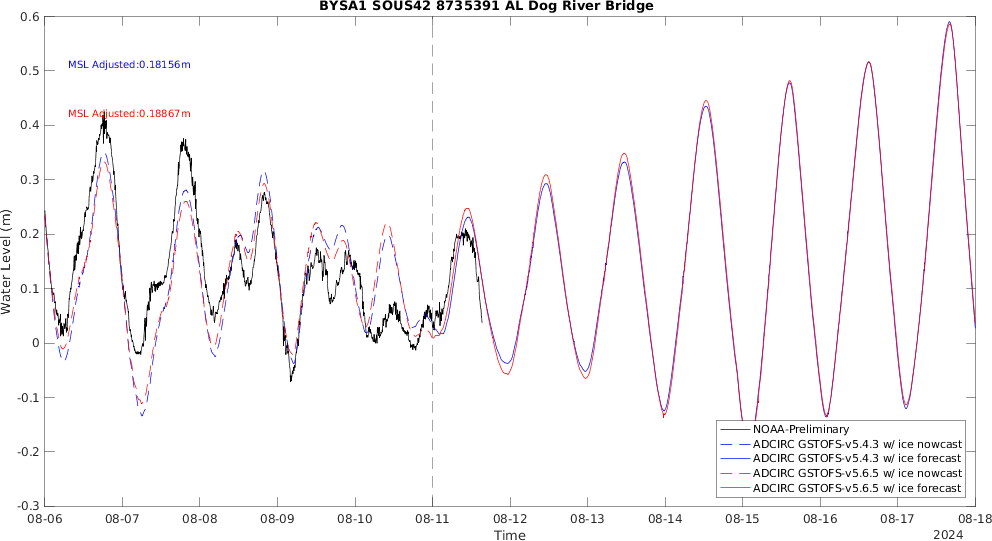 BYSA1 SOUS42 8735391 AL Dog River Bridge
0.6
0.5
0.4
0.3
0.2
0.1
0
-0.1
-0.2
-0.3
Water Level (m)
MSL Adjusted:0.18156m
MSL Adjusted:0.18867m
NOAA-Preliminary
ADCIRC GSTOFS-v5.4.3 w/ ice nowcast
ADCIRC GSTOFS-v5.4.3 w/ ice forecast
ADCIRC GSTOFS-v5.6.5 w/ ice nowcast
ADCIRC GSTOFS-v5.6.5 w/ ice forecast
08-06 08-07 08-08 08-09 08-10 08-11 08-12 08-13 08-14 08-15 08-16 08-17 08-18
Time
2024